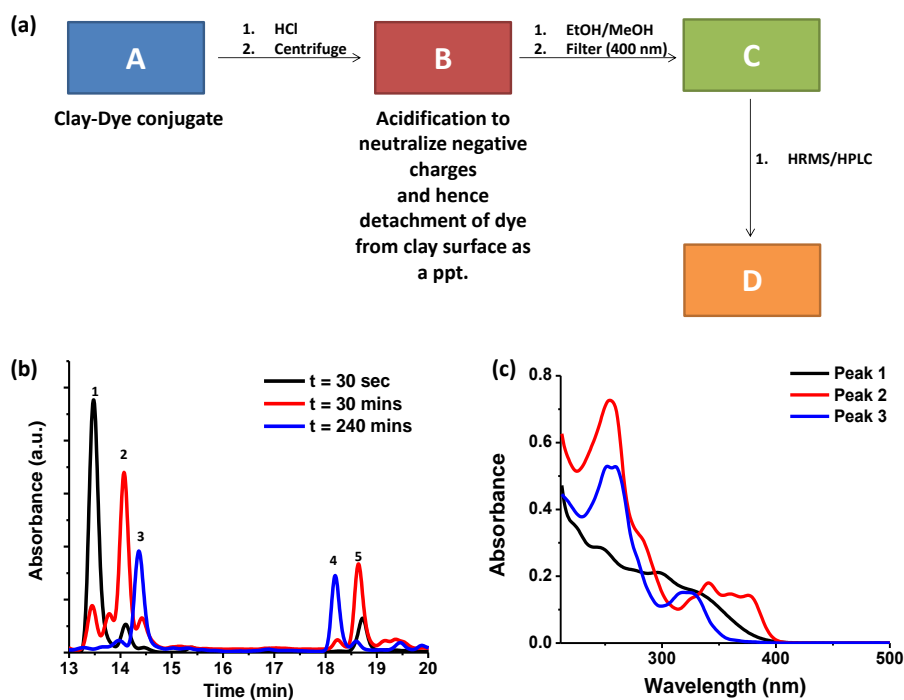 (a)
A
1. HCl
2. Centrifuge
B
1. EtOH/MeOH
2. Filter (400 nm)
C
Clay-Dye conjugate
Acidification to
neutralize negative
charges
and hence
detachment of dye
from clay surface as
a ppt.
1. HRMS/HPLC
D
(b)
Absorbance (a.u.)
1
2
3
4
5
t = 30 sec
t = 30 mins
t = 240 mins
13 14 15 16 17 18 19 20
Time (min)
(c)
Absorbance
0.8
0.6
0.4
0.2
0.0
Peak 1
Peak 2
Peak 3
300 400 500
Wavelength (nm)